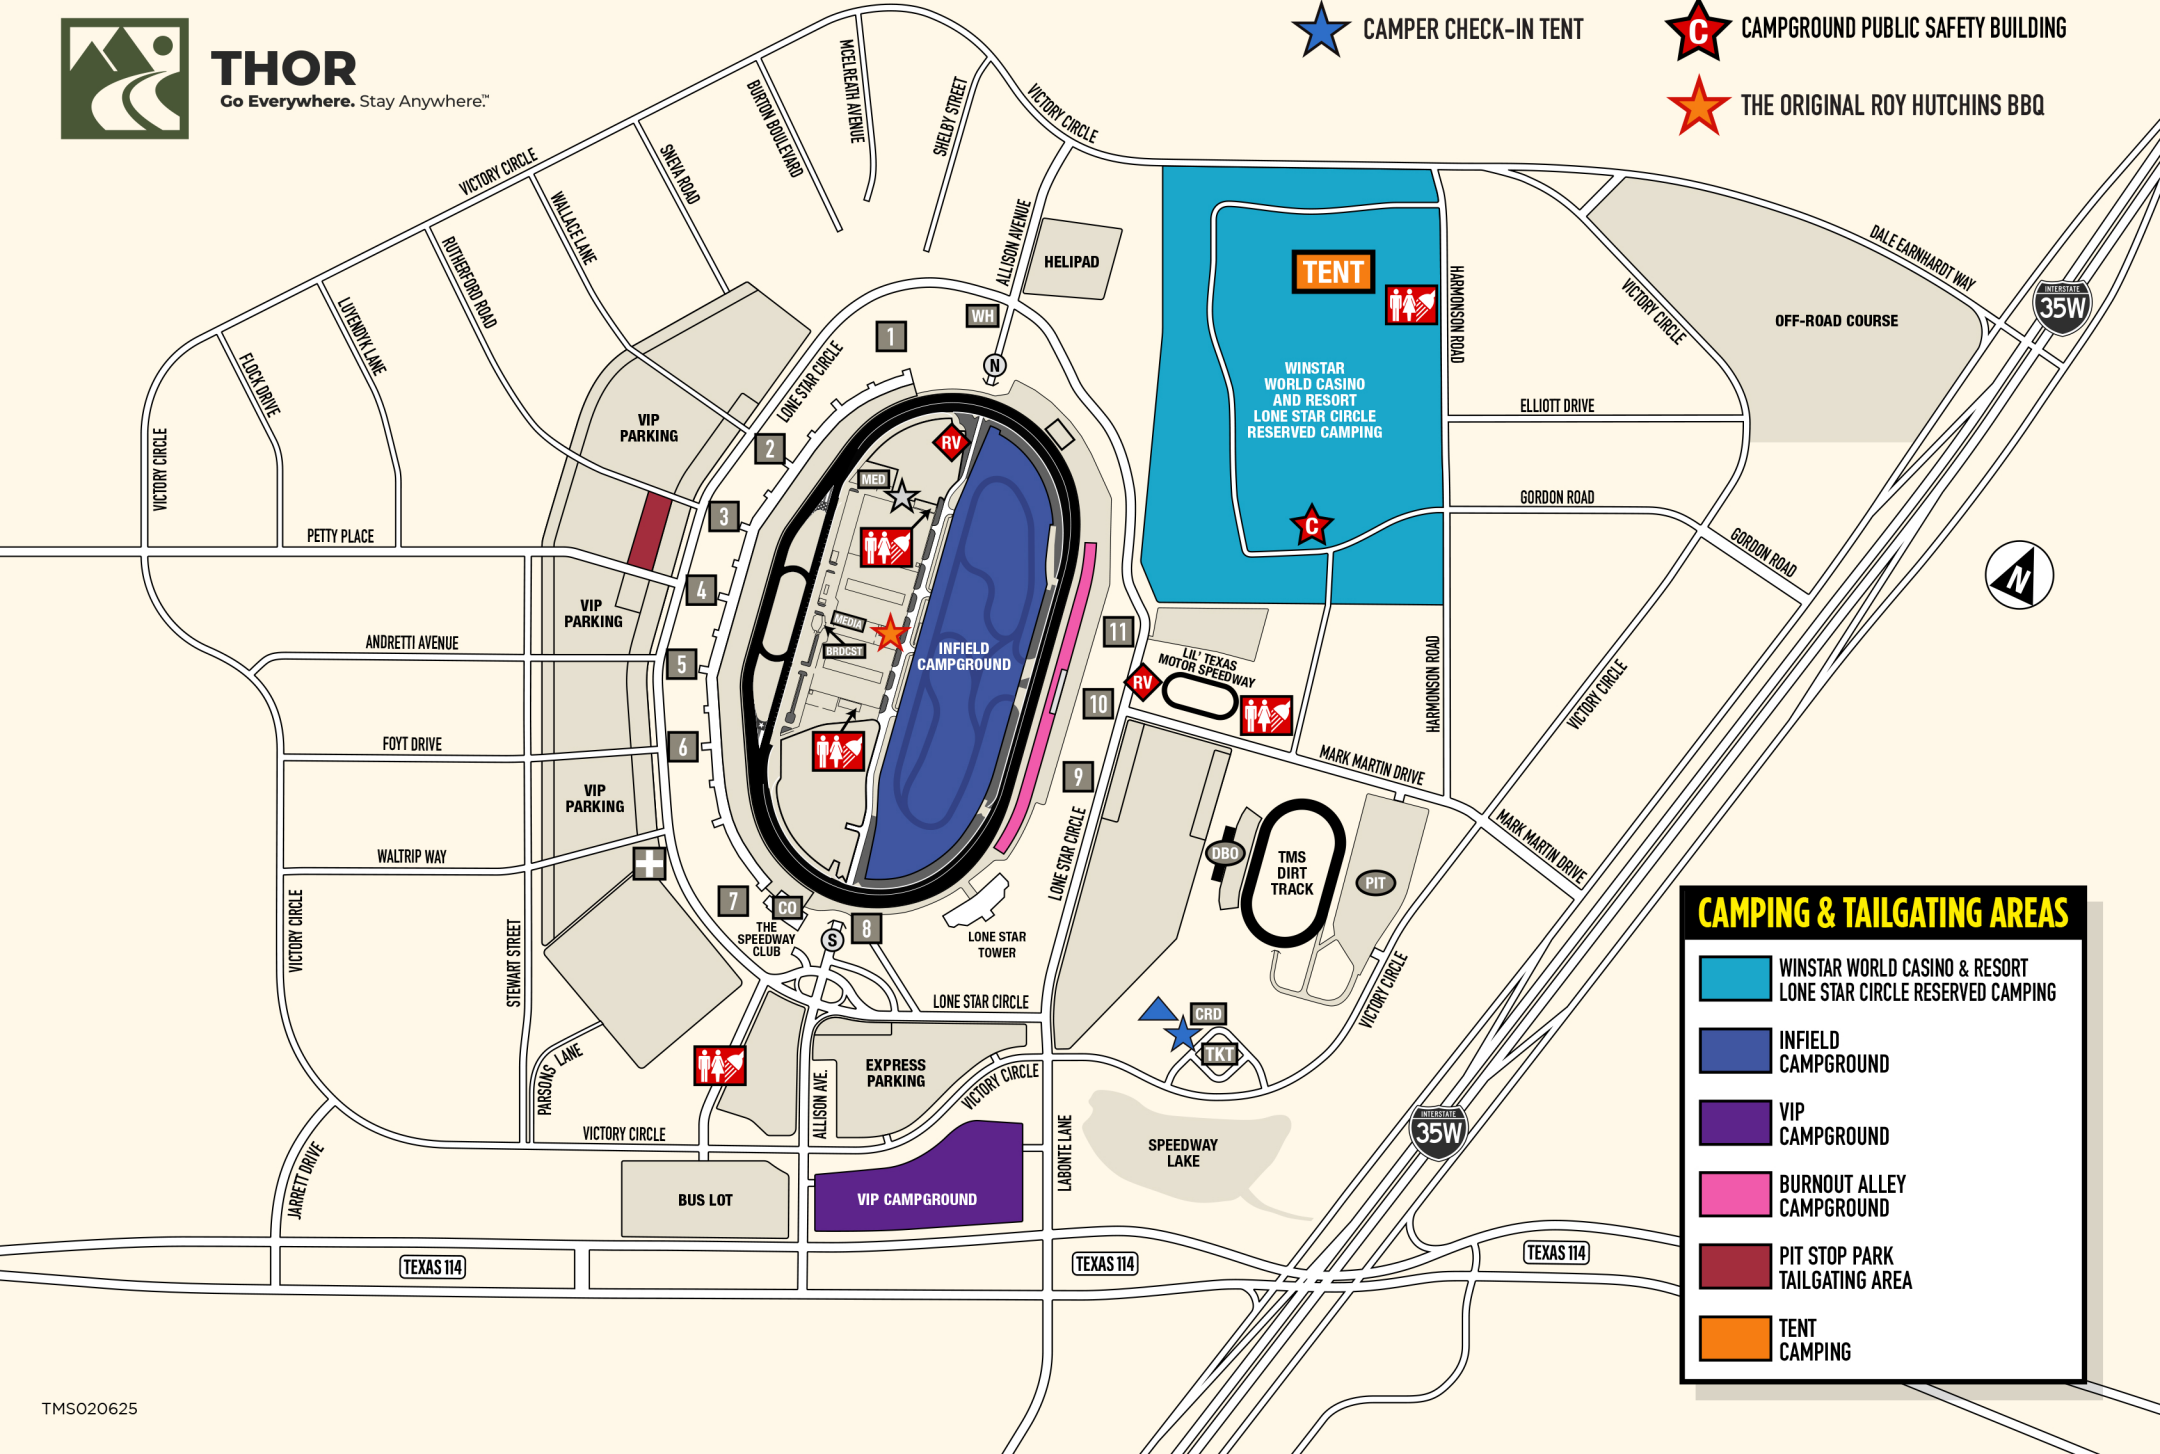 THOR
Go Everywhere. Stay Anywhere.™
CAMPER CHECK-IN TENT
C
CAMPGROUND PUBLIC SAFETY BUILDING
THE ORIGINAL ROY HUTCHINS BBQ
VICTORY CIRCLE
MCELREATH AVENUE
BURTON BOULEVARD
SHELBY STREET
VICTORY CIRCLE
SNEVA ROAD
WALLACE LANE
RUTHERFORD ROAD
LUYENDYK LANE
FLOCK DRIVE
VICTORY CIRCLE
ALLISON AVENUE
HELIPAD
TENT
HARMONSON ROAD
VICTORY CIRCLE
DALE EARNHARDT WAY
INTERSTATE
35W
OFF-ROAD COURSE
WH
1
N
LONE STAR CIRCLE
WINSTAR
WORLD CASINO
AND RESORT
LONE STAR CIRCLE
RESERVED CAMPING
ELLIOTT DRIVE
VIP
PARKING
2
RV
MED
3
GORDON ROAD
C
GORDON ROAD
PETTY PLACE
N
4
VIP
PARKING
MEDIA
BRDCST
INFIELD
CAMPGROUND
11
ANDRETTI AVENUE
5
LIL' TEXAS
MOTOR SPEEDWAY
RV
10
HARMONSON ROAD
VICTORY CIRCLE
FOYT DRIVE
6
9
MARK MARTIN DRIVE
VIP
PARKING
LONE STAR CIRCLE
MARK MARTIN DRIVE
WALTRIP WAY
DBO
TMS
DIRT
TRACK
PIT
7
CO
THE
SPEEDWAY
CLUB
S
8
LONE STAR
TOWER
VICTORY CIRCLE
STEWART STREET
LONE STAR CIRCLE
VICTORY CIRCLE
CRD
TKT
PARSONS LANE
EXPRESS
PARKING
ALLISON AVE.
VICTORY CIRCLE
VICTORY CIRCLE
LABONTE LANE
SPEEDWAY
LAKE
INTERSTATE
35W
JARRETT DRIVE
BUS LOT
VIP CAMPGROUND
TEXAS 114
TEXAS 114
TEXAS 114
CAMPING & TAILGATING AREAS
WINSTAR WORLD CASINO & RESORT
LONE STAR CIRCLE RESERVED CAMPING
INFIELD
CAMPGROUND
VIP
CAMPGROUND
BURNOUT ALLEY
CAMPGROUND
PIT STOP PARK
TAILGATING AREA
TENT
CAMPING
TMS020625